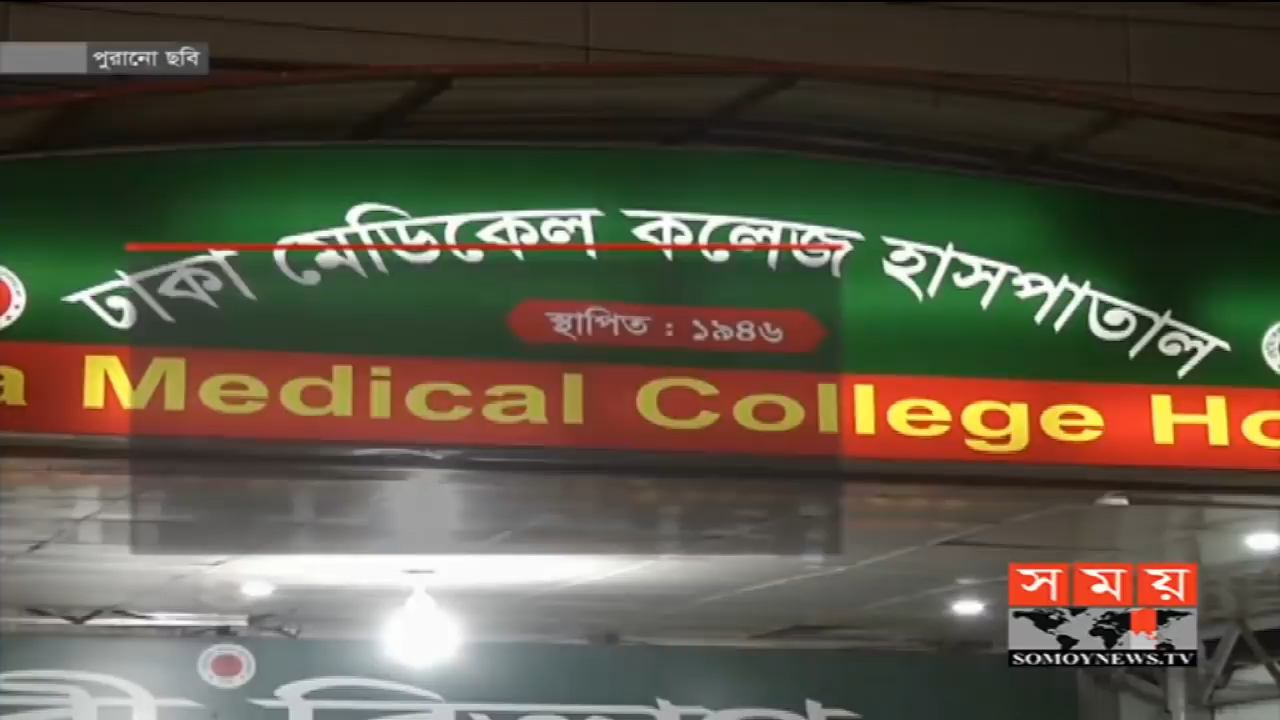 পুরানো ছবি
ঢাকা মেডিকেল কলেজ হাসপাতাল
স্থাপিত : ১৯৪৬
a Medical College Ho
সময়
SOMOYNEWS.TV